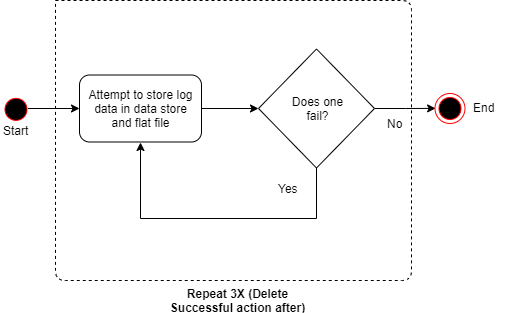 Attempt to store log
data in data store
and flat file
Does one
fail?
Start
End
No
Yes
Repeat 3X (Delete
Successful action after)